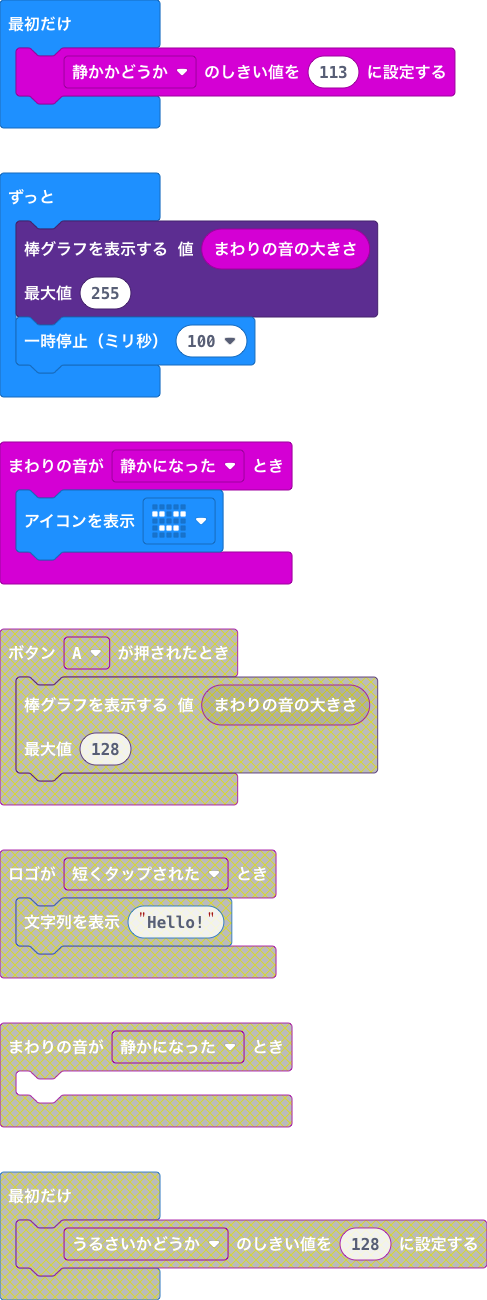 最初だけ
静かかどうか のしきい値を 113 に設定する
ずっと
棒グラフを表示する 値 まわりの音の大きさ
最大値 255
一時停止（ミリ秒） 100
まわりの音が 静かになった とき
アイコンを表示
ボタン A が押されたとき
棒グラフを表示する 値 まわりの音の大きさ
最大値 128
ロゴが 短くタップされた とき
文字列を表示 "Hello!"
まわりの音が 静かになった とき
最初だけ
うるさいかどうか のしきい値を 128 に設定する